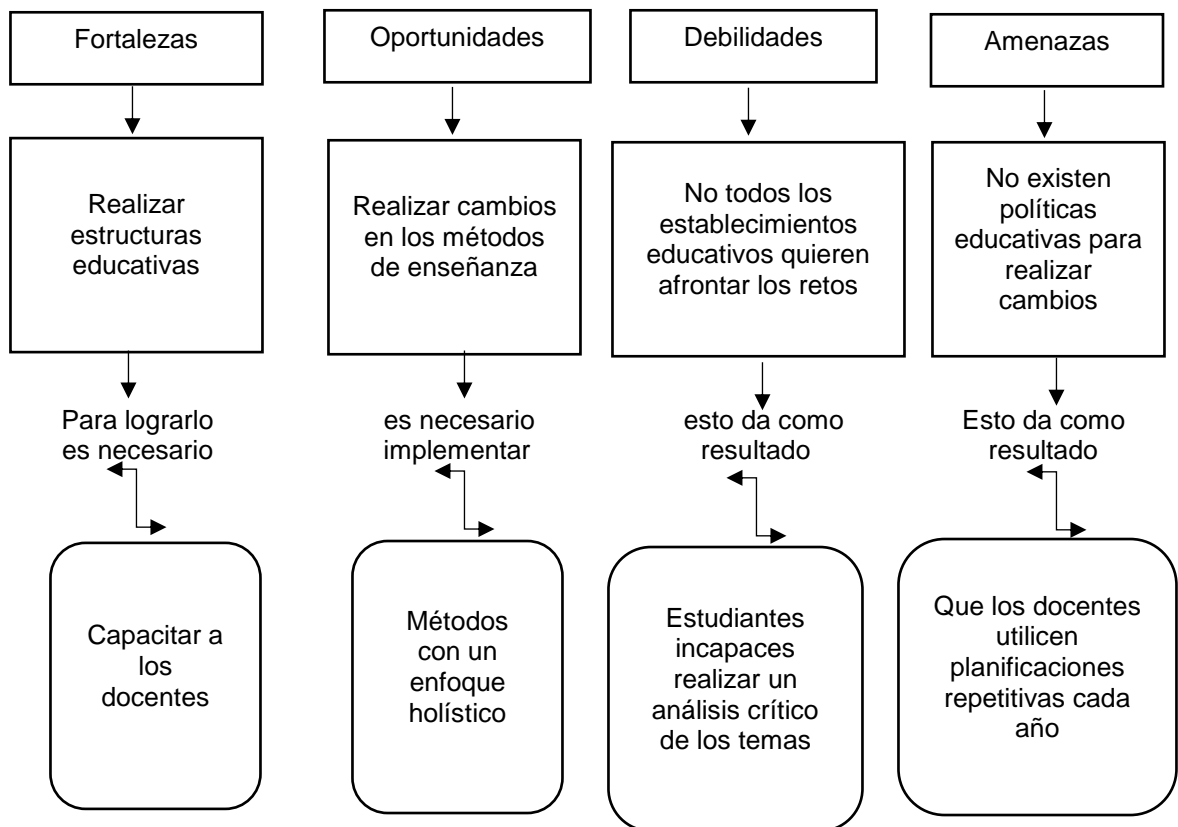 Fortalezas
Oportunidades
Debilidades
Amenazas
Realizar
estructuras
educativas
Realizar cambios
en los métodos
de enseñanza
No todos los
establecimientos
educativos quieren
afrontar los retos
No existen
políticas
educativas para
realizar
cambios
Para lograrlo
es necesario
es necesario
implementar
esto da como
resultado
Esto da como
resultado
Capacitar a
los
docentes
Métodos
con un
enfoque
holístico
Estudiantes
incapaces
realizar un
análisis crítico
de los temas
Que los docentes
utilicen
planificaciones
repetitivas cada
año